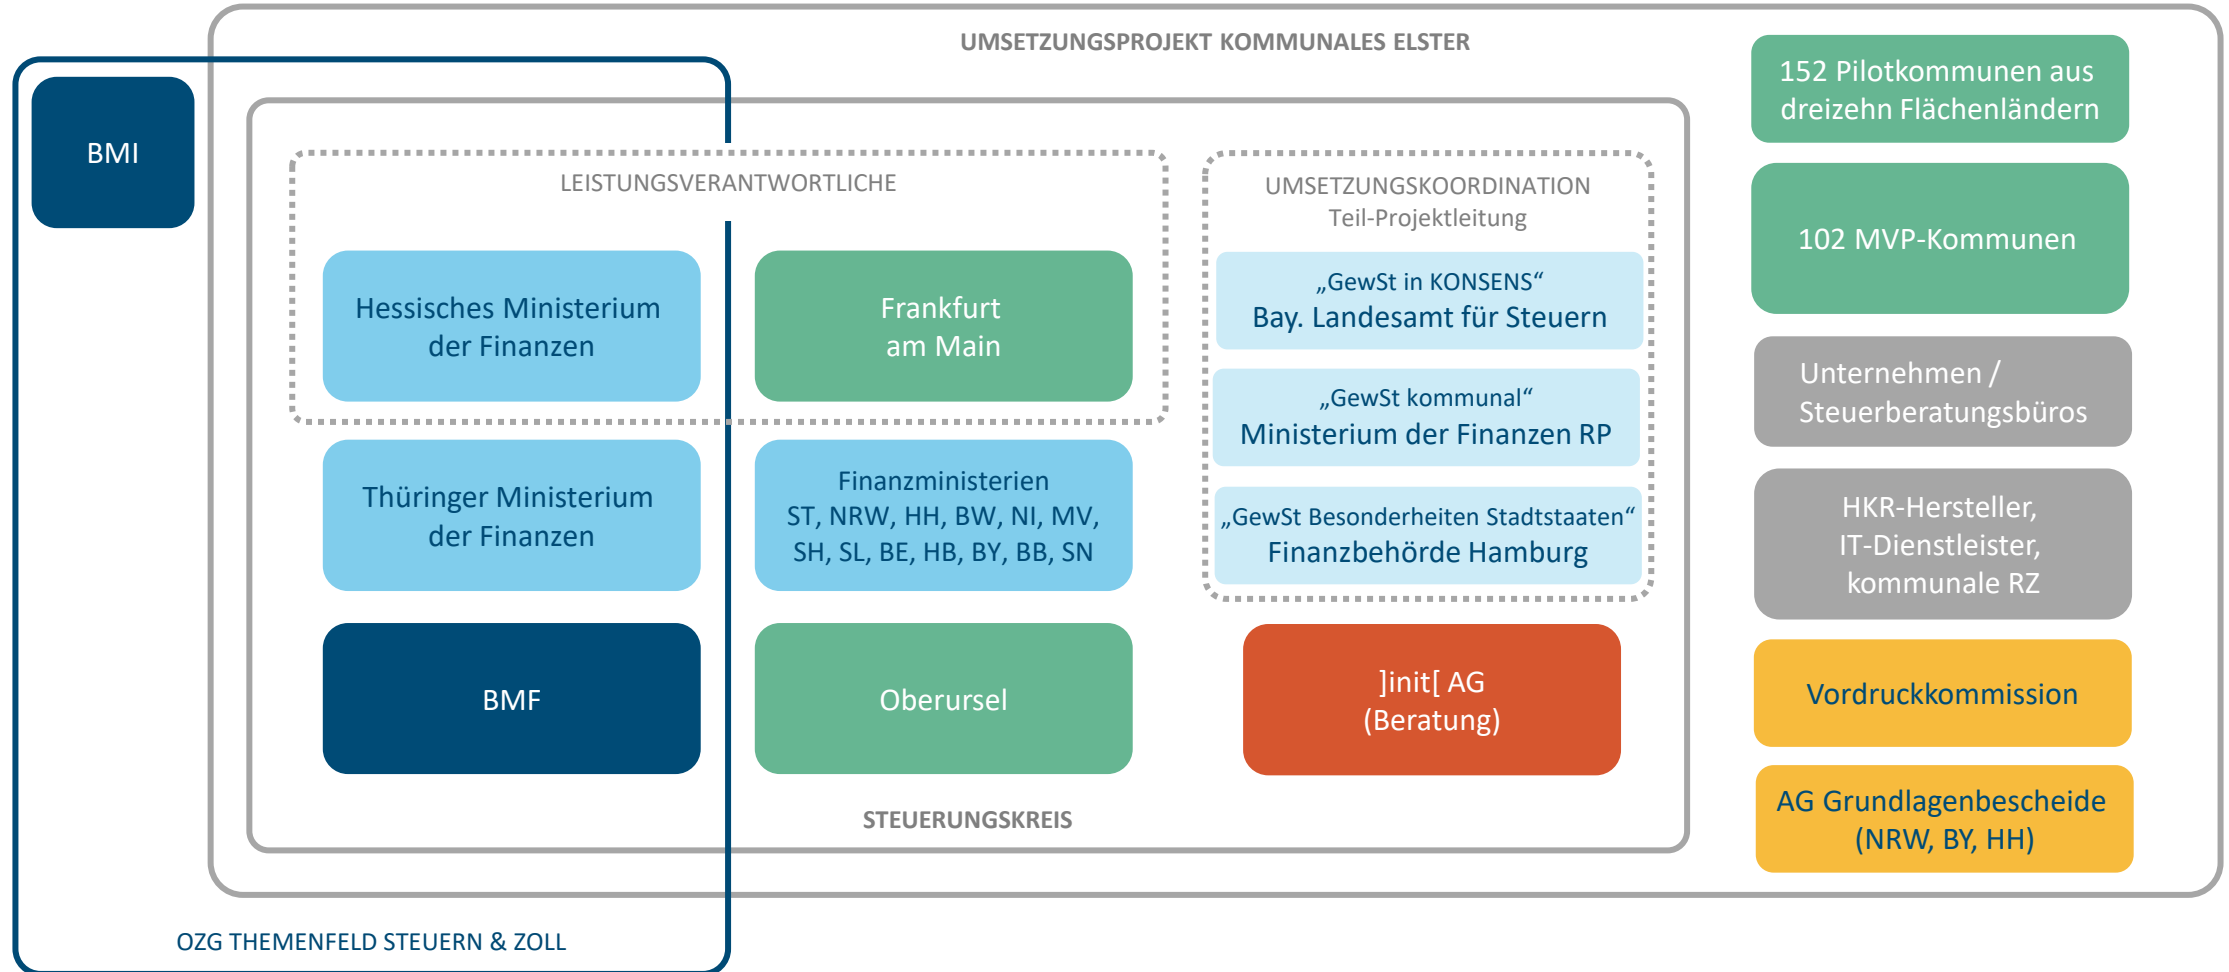 UMSETZUNGSPROJEKT KOMMUNALES ELSTER
BMI
LEISTUNGSVERANTWORTLICHE
Hessisches Ministerium
der Finanzen
Frankfurt
am Main
Thüringer Ministerium
der Finanzen
Finanzministerien
ST, NRW, HH, BW, NI, MV,
SH, SL, BE, HB, BY, BB, SN
BMF
Oberursel
UMSETZUNGSKOORDINATION
Teil-Projektleitung
„GewSt in KONSENS“
Bay. Landesamt für Steuern
„GewSt kommunal“
Ministerium der Finanzen RP
„GewSt Besonderheiten Stadtstaaten“
Finanzbehörde Hamburg
]init[ AG
(Beratung)
STEUERUNGSKREIS
152 Pilotkommunen aus
dreizehn Flächenländern
102 MVP-Kommunen
Unternehmen /
Steuerberatungsbüros
HKR-Hersteller,
IT-Dienstleister,
kommunale RZ
Vordruckkommission
AG Grundlagenbescheide
(NRW, BY, HH)
OZG THEMENFELD STEUERN & ZOLL